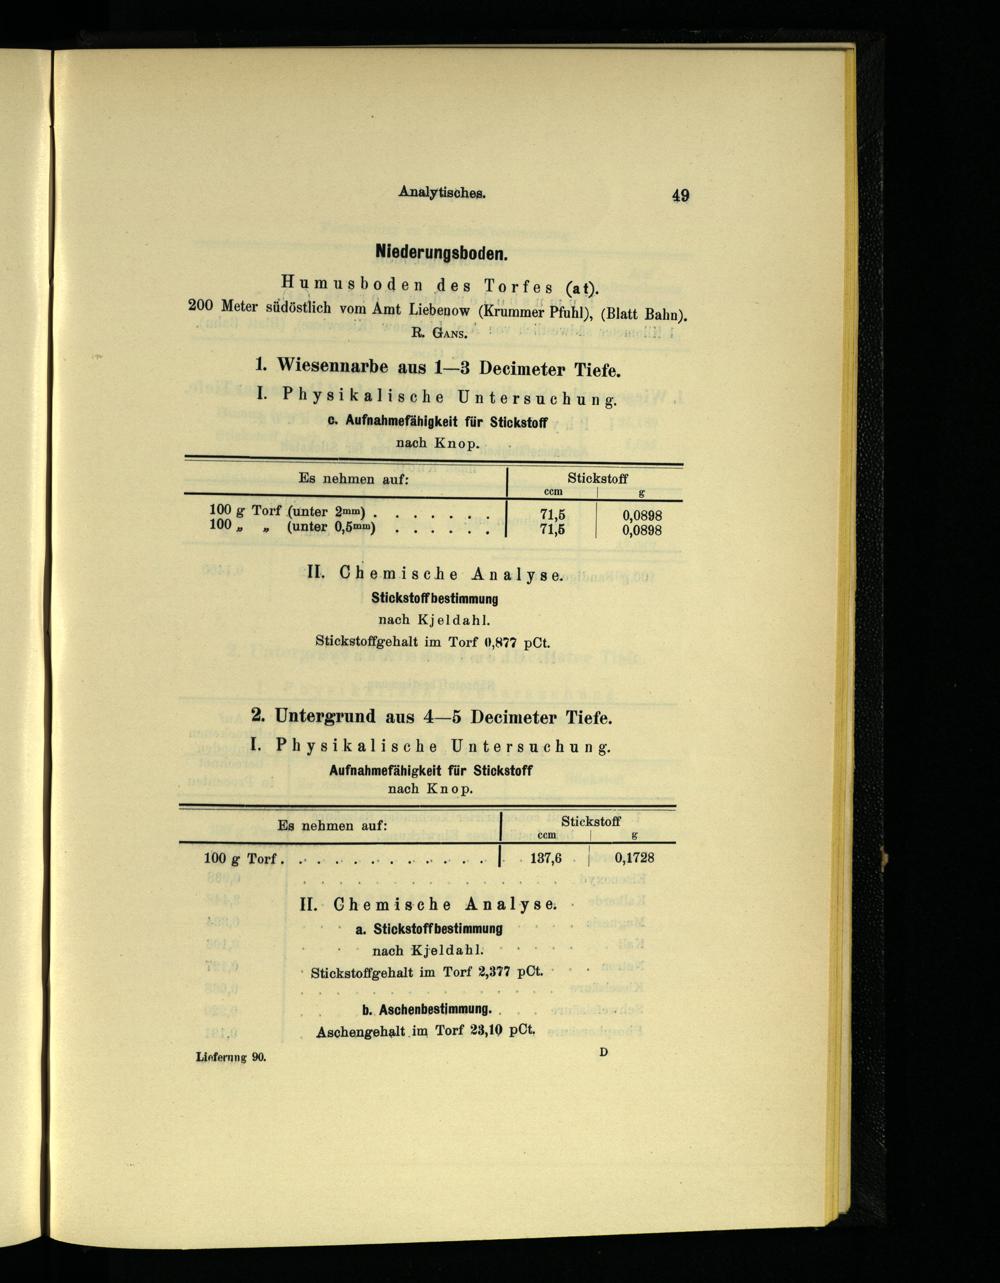 Analytisches. 49
Niederungsboden.
Humusboden des Torfes (at).
200 Meter südöstlich vom Amt Liebenow (Krummer Pfuhl), (Blatt Bahn).
R. GANS.
1. Wiesennarbe aus 1—3 Decimeter Tiefe.
I. Physikalische Untersuchung.
c. Aufnahmefähigkeit für Stickstoff
nach Knop.
Es nehmen auf: Stickstoff
ccm g
100 g Torf (unter 2mm) . . . . . . . 71,5 0,0898
100 „ „ (unter 0,5mm) . . . . . . 71,5 0,0898
II. Chemische Analyse.
Stickstoffbestimmung
nach Kjeldahl.
Stickstoffgehalt im Torf 0,877 pCt.
2. Untergrund aus 4—5 Decimeter Tiefe.
I. Physikalische Untersuchung.
Aufnahmefähigkeit für Stickstoff
nach Knop.
Es nehmen auf: Stickstoff
ccm g
100 g Torf . . . . . . . . . . . . 137,6 0,1728
II. Chemische Analyse.
a. Stickstoffbestimmung
nach Kjeldahl.
Stickstoffgehalt im Torf 2,377 pCt.
b. Aschenbestimmung.
Aschengehalt im Torf 23,10 pCt.
Lieferung 90. D